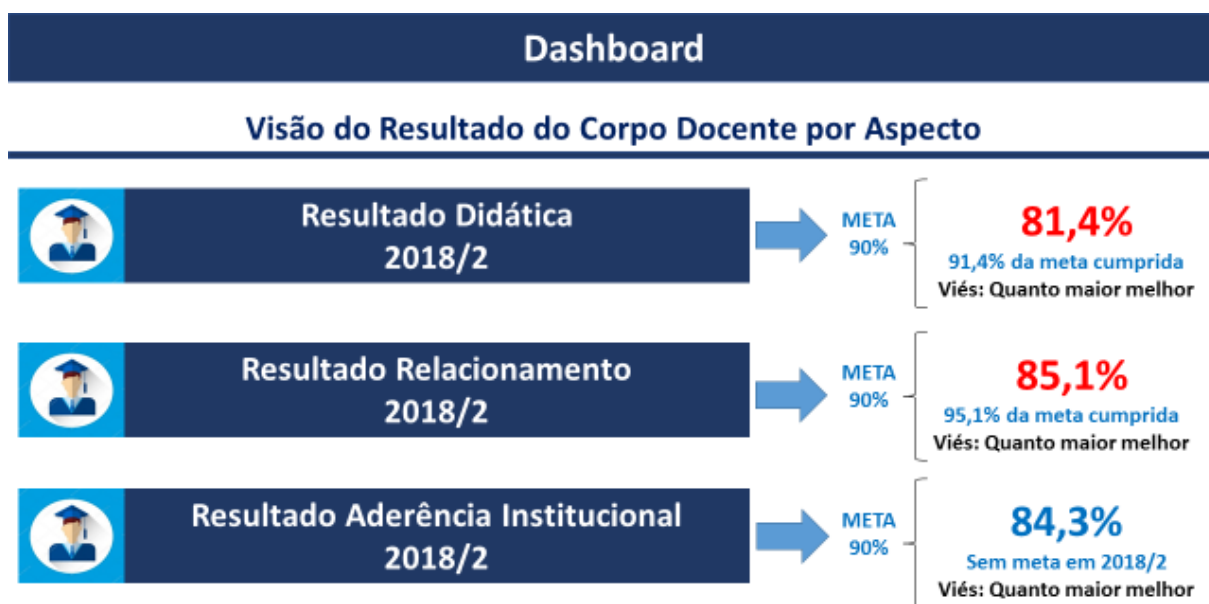 Dashboard
Visão do Resultado do Corpo Docente por Aspecto
Resultado Didática
2018/2
META
90%
81,4%
91,4% da meta cumprida
Viés: Quanto maior melhor
Resultado Relacionamento
2018/2
META
90%
85,1%
95,1% da meta cumprida
Viés: Quanto maior melhor
Resultado Aderência Institucional
2018/2
META
90%
84,3%
Sem meta em 2018/2
Viés: Quanto maior melhor